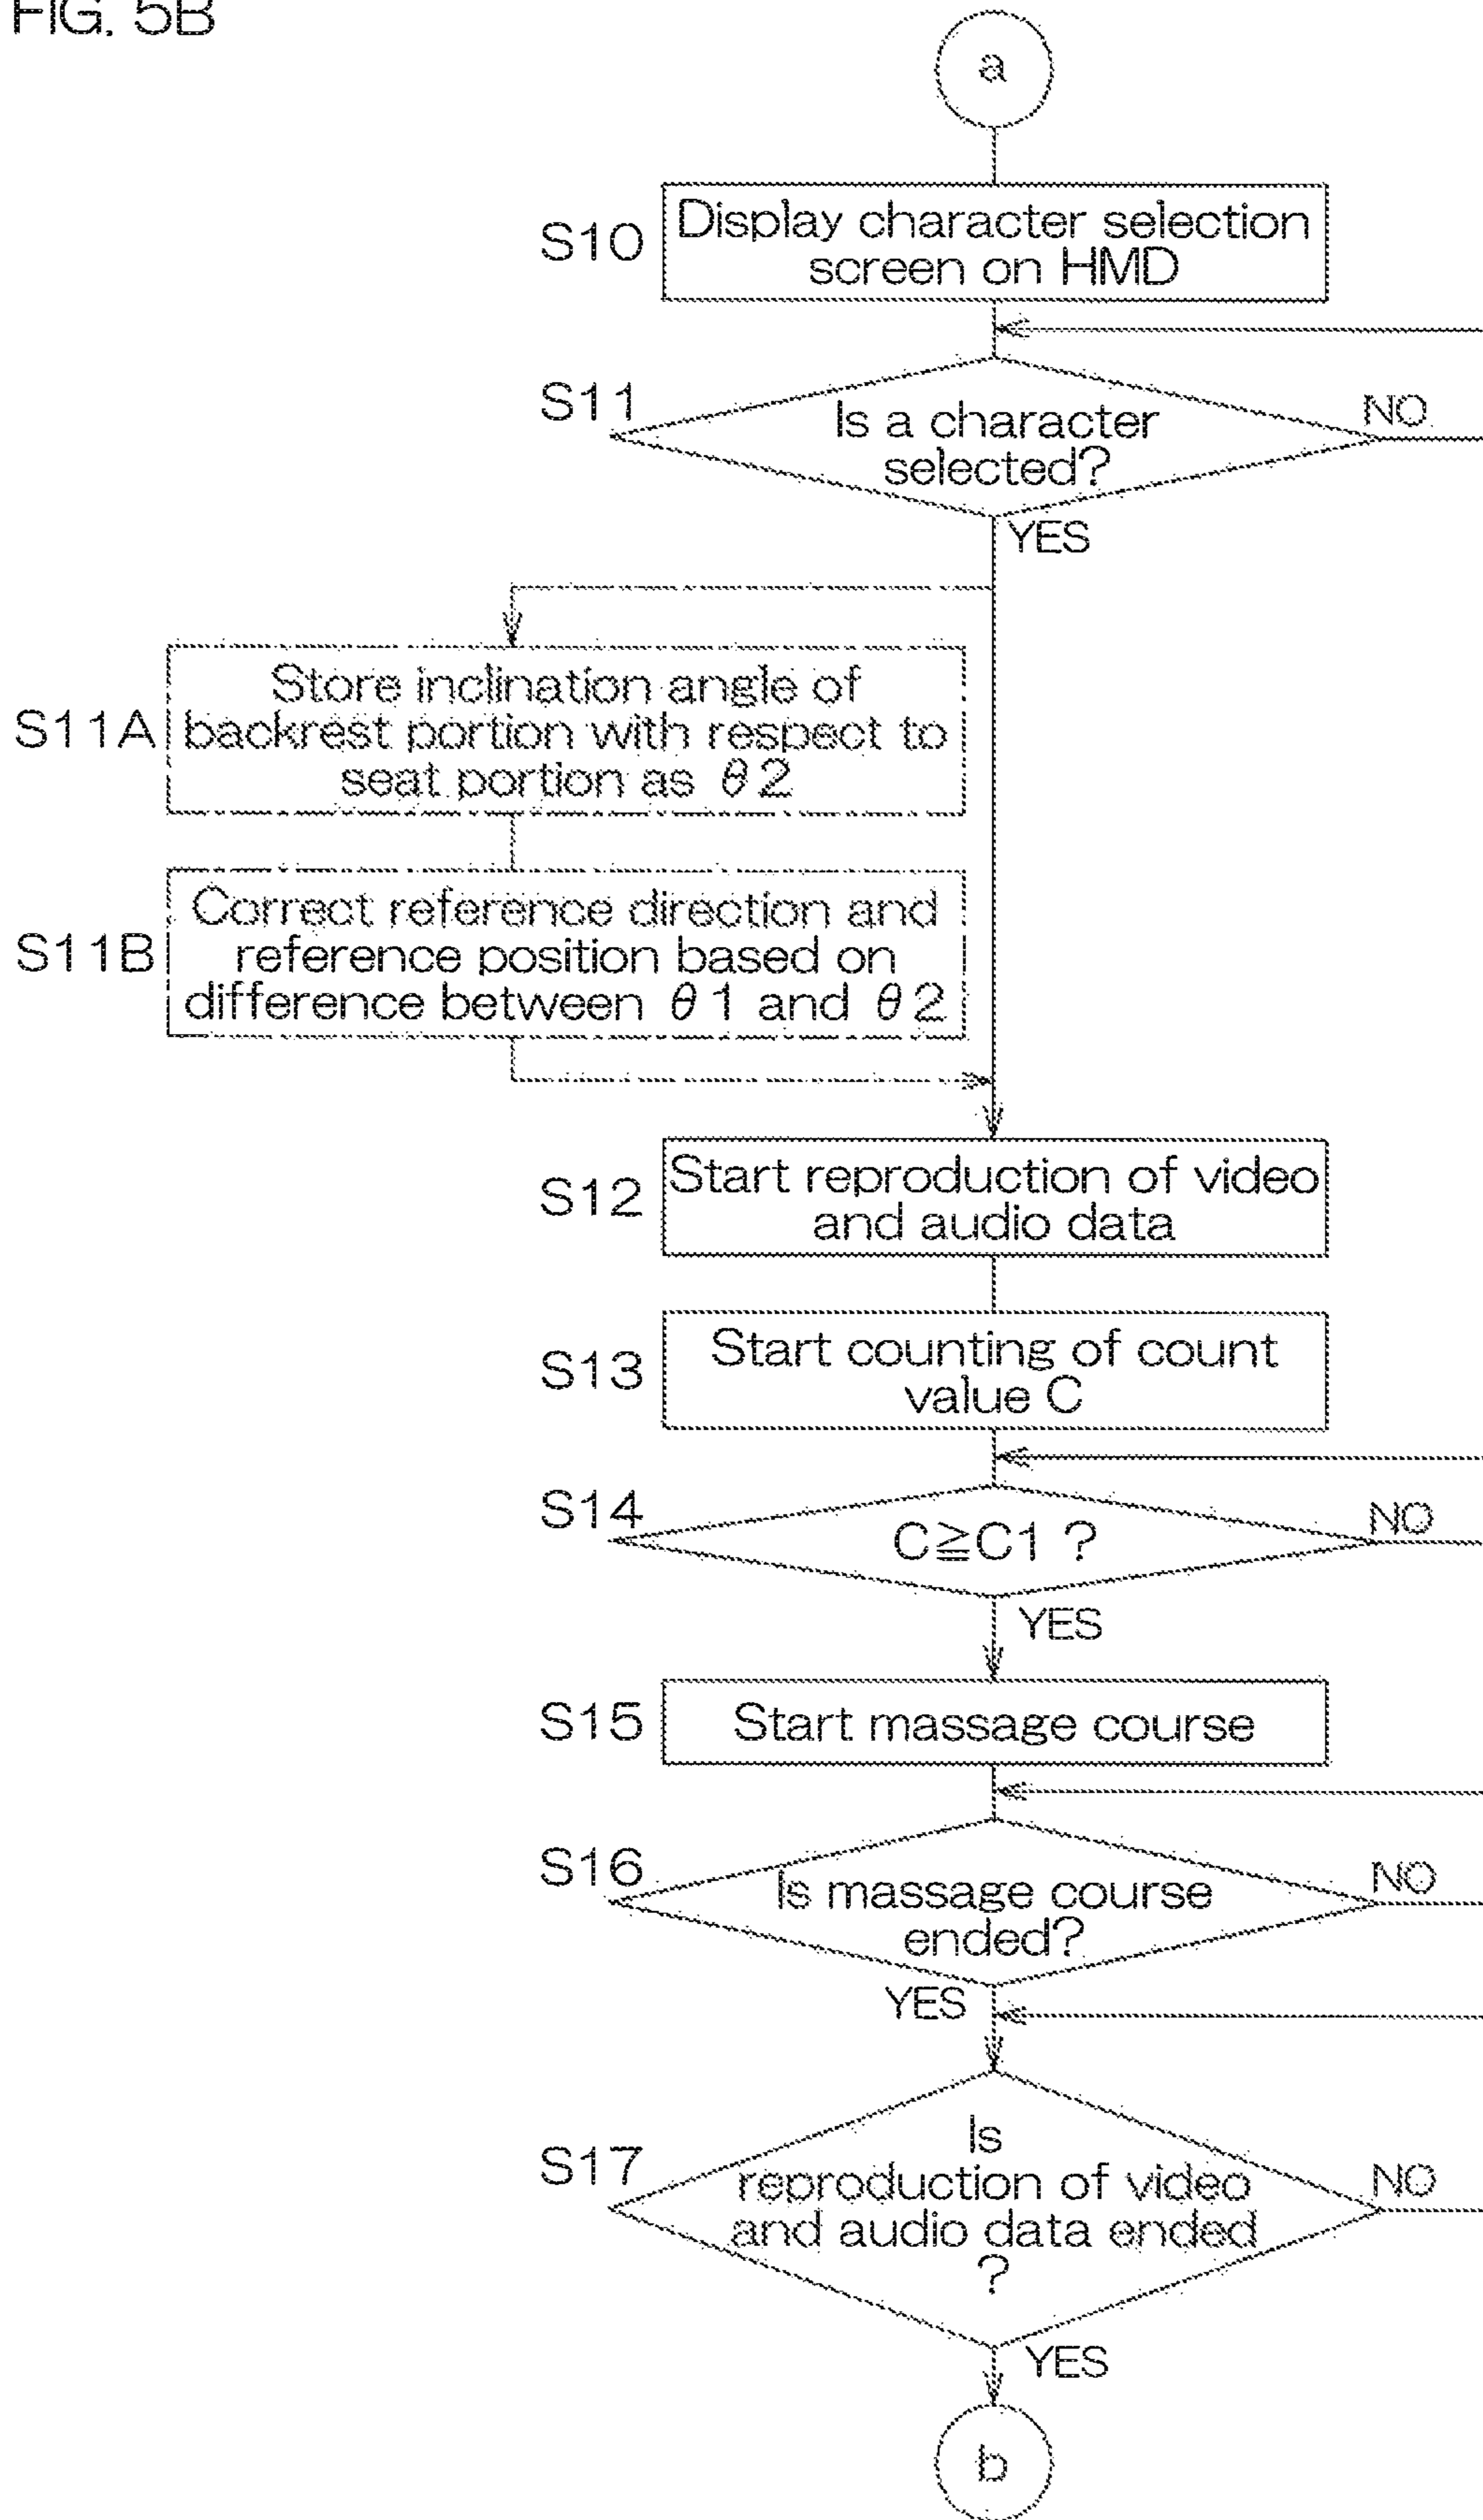 FIG. 5B
a
S10
Display character selection
screen on HMD
S11
Is a character
selected?
NO
YES
S11A
Store inclination angle of
backrest portion with respect to
seat portion as θ2
S11B
Correct reference direction and
reference position based on
difference between θ1 and θ2
S12
Start reproduction of video
and audio data
S13
Start counting of count
value C
S14
C≧C1 ?
NO
YES
S15
Start massage course
S16
Is massage course
ended?
NO
YES
S17
Is
reproduction of video
and audio data ended
?
NO
YES
b